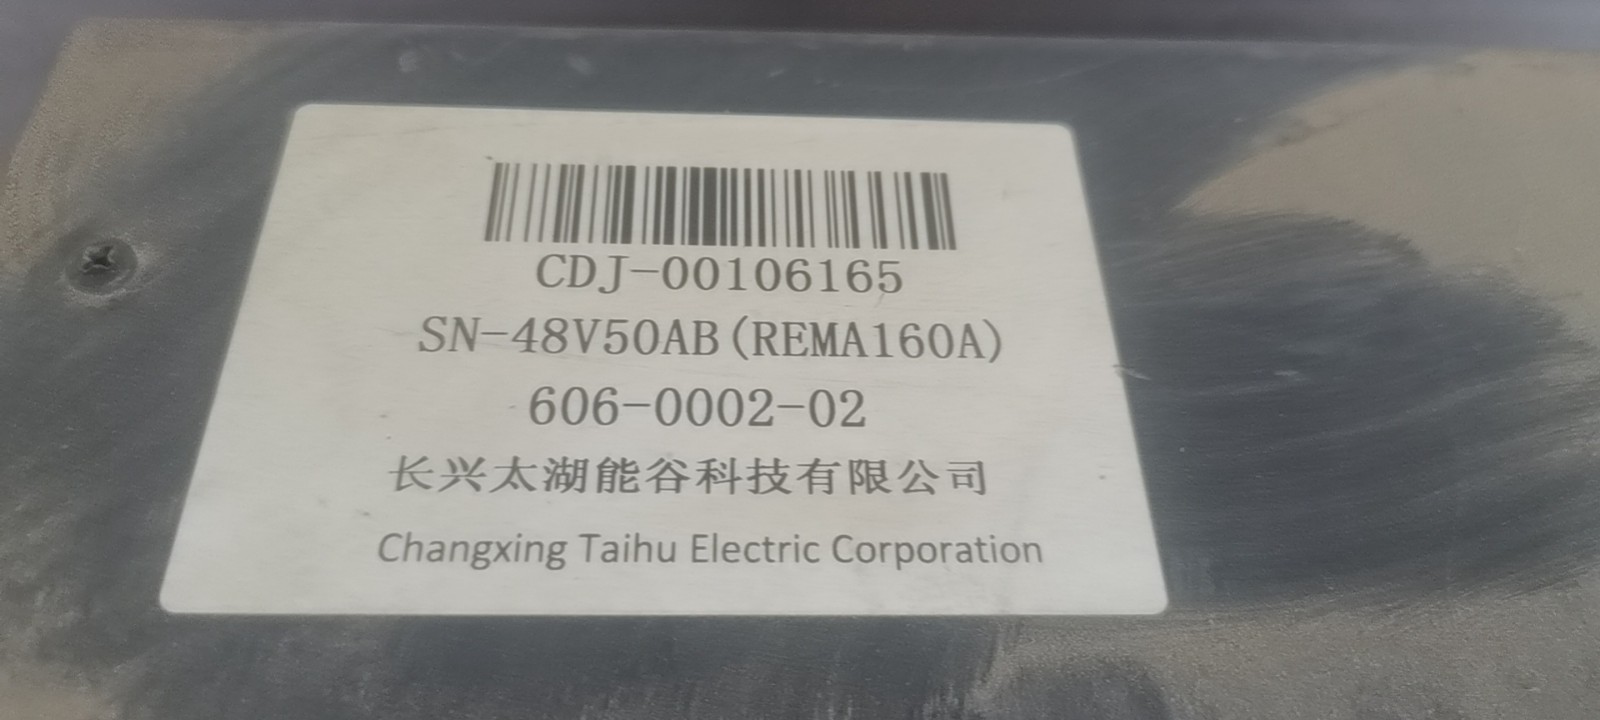 CDJ-00106165
SN-48V50AB(REMA160A)
606-0002-02
长兴太湖能谷科技有限公司
Changxing Taihu Electric Corporation